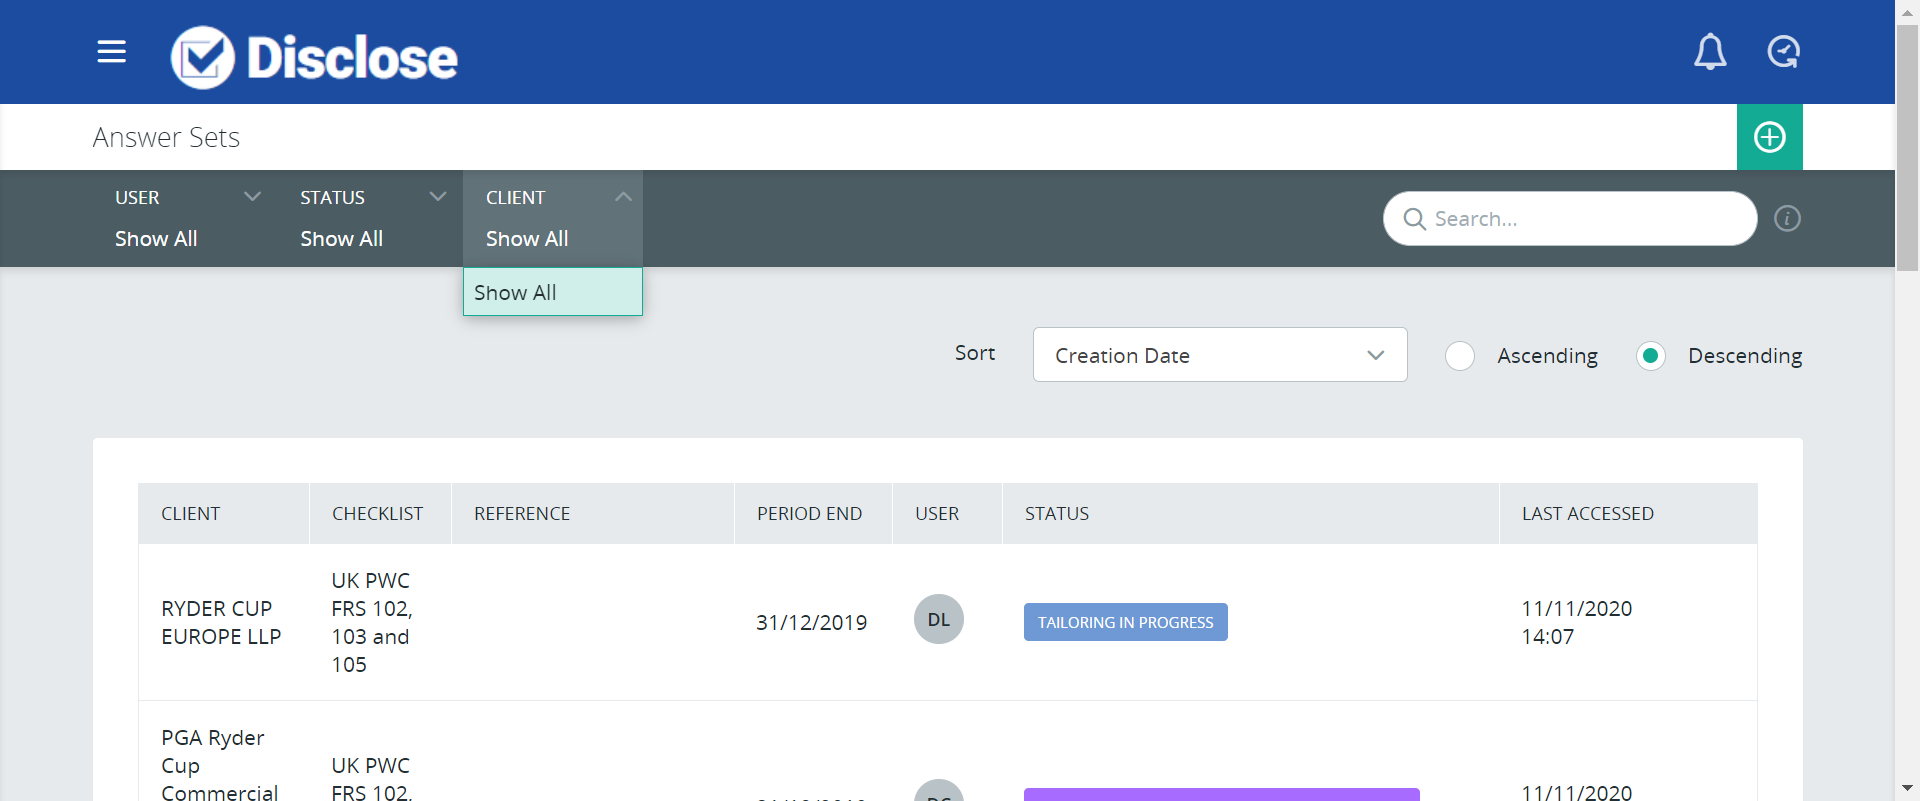 Disclose
Answer Sets
USER
Show All
STATUS
Show All
CLIENT
Show All
Search...
i
Show All
Sort
Creation Date
Ascending
Descending
CLIENT
CHECKLIST
REFERENCE
PERIOD END
USER
STATUS
LAST ACCESSED
RYDER CUP
EUROPE LLP
UK PWC
FRS 102,
103 and
105
31/12/2019
DL
TAILORING IN PROGRESS
11/11/2020
14:07
PGA Ryder
Cup
Commercial
UK PWC
FRS 102,
11/11/2020